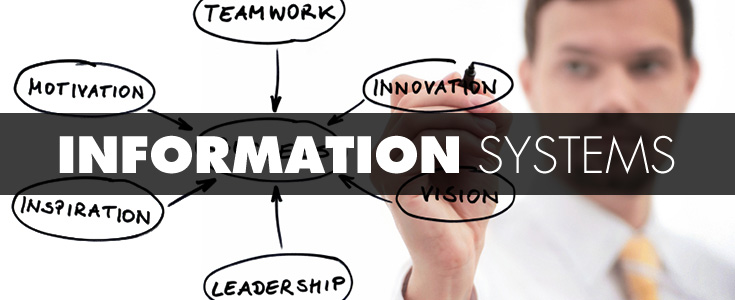 TEAMWORK
MOTIVATION
INNOVATION
INFORMATION SYSTEMS
INSPIRATION
VISION
LEADERSHIP